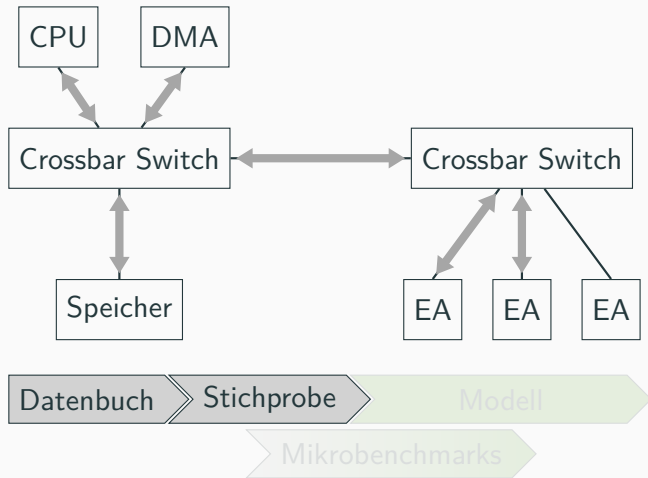 CPU DMA
Crossbar Switch Crossbar Switch
Speicher EA EA EA
Datenbuch Stichprobe Modell
Mikrobenchmarks